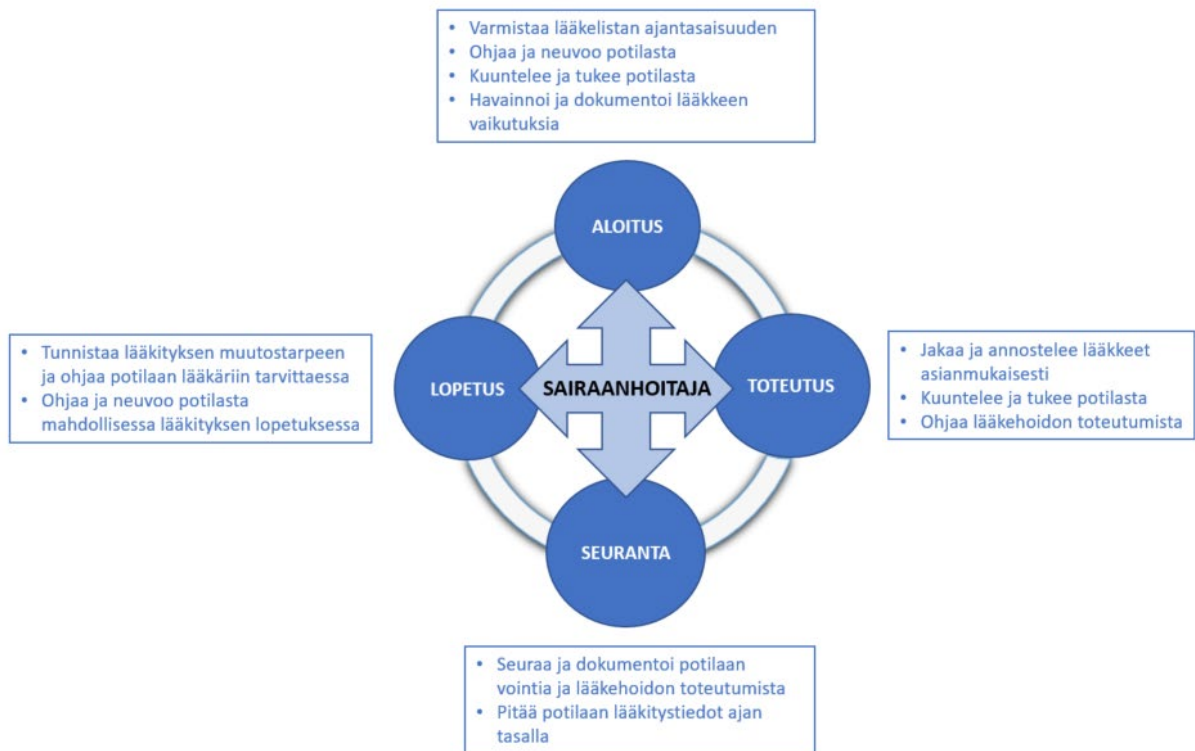 • Varmistaa lääkelistan ajantasaisuuden
• Ohjaa ja neuvoo potilasta
• Kuuntelee ja tukee potilasta
• Havainnoi ja dokumentoi lääkkeen
vaikutuksia
ALOITUS
• Tunnistaa lääkityksen muutostarpeen
ja ohjaa potilaan lääkäriin tarvittaessa
• Ohjaa ja neuvoo potilasta
mahdollisessa lääkityksen lopetuksessa
LOPETUS
SAIRAANHOITAJA
TOTEUTUS
• Jakaa ja annostelee lääkkeet
asianmukaisesti
• Kuuntelee ja tukee potilasta
• Ohjaa lääkehoidon toteutumista
SEURANTA
• Seuraa ja dokumentoi potilaan
vointia ja lääkehoidon toteutumista
• Pitää potilaan lääkitystiedot ajan
tasalla